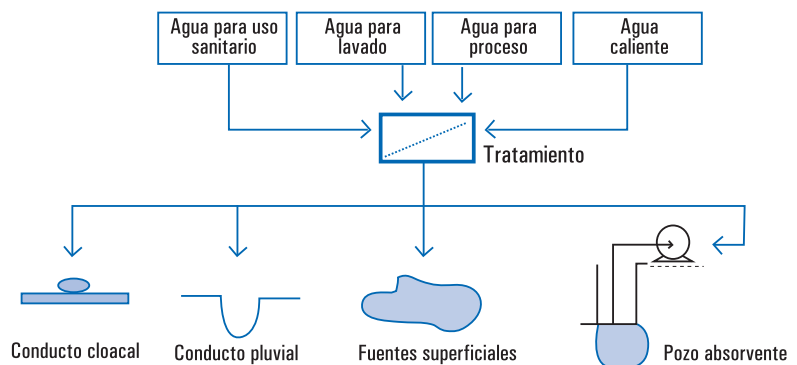 Agua para uso
sanitario
Agua para
lavado
Agua para
proceso
Agua
caliente
Tratamiento
Conducto cloacal
Conducto pluvial
Fuentes superficiales
Pozo absorvente